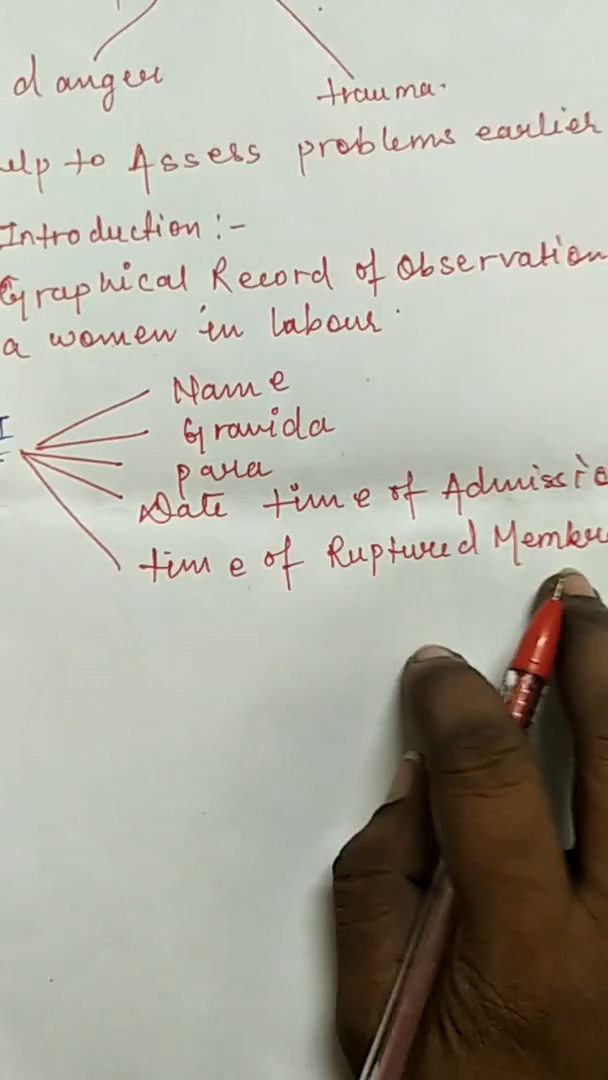 danger
trauma.
elp to Assess problems earlier
Introduction :-
Graphical Record of Observation
a women in labour.
I
Name
Gravida
para
Date time of Admissio
time of Ruptured Membr